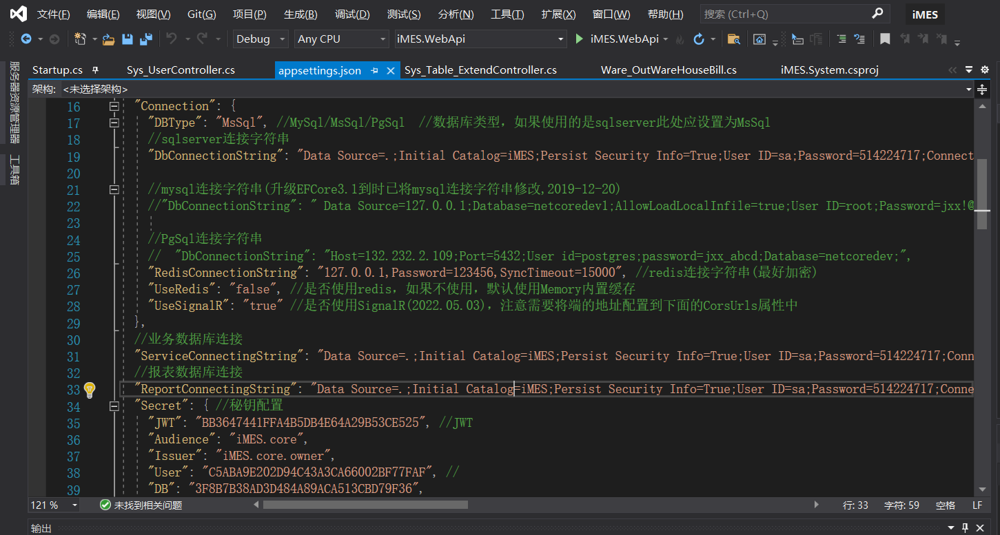 文件(F) 编辑(E) 视图(V) Git(G) 项目(P) 生成(B) 调试(D) 测试(S) 分析(N) 工具(T) 扩展(X) 窗口(W) 帮助(H) 搜索 (Ctrl+Q) iMES
Debug Any CPU iMES.WebApi iMES.WebApi
服务器资源管理器
工具箱
Startup.cs Sys_UserController.cs appsettings.json Sys_Table_ExtendController.cs Ware_OutWareHouseBill.cs iMES.System.csproj
架构: <未选择架构>
16 "Connection": {
17 "DBType": "MsSql", //MySql/MsSql/PgSql //数据库类型，如果使用的是sqlserver此处应设置为MsSql
18 //sqlserver连接字符串
19 "DbConnectionString": "Data Source=.;Initial Catalog=iMES;Persist Security Info=True;User ID=sa;Password=514224717;Connect
20
21 //mysql连接字符串(升级EFCore3.1到时已将mysql连接字符串修改,2019-12-20)
22 //"DbConnectionString": " Data Source=127.0.0.1;Database=netcoredev1;AllowLoadLocalInfile=true;User ID=root;Password=jxx!@
23
24 //PgSql连接字符串
25 // "DbConnectionString": "Host=132.232.2.109;Port=5432;User id=postgres;password=jxx_abcd;Database=netcoredev;",
26 "RedisConnectionString": "127.0.0.1,Password=123456,SyncTimeout=15000", //redis连接字符串(最好加密)
27 "UseRedis": "false", //是否使用redis，如果不使用，默认使用Memory内置缓存
28 "UseSignalR": "true" //是否使用SignalR(2022.05.03)，注意需要将端的地址配置到下面的CorsUrls属性中
29 },
30 //业务数据库连接
31 "ServiceConnectingString": "Data Source=.;Initial Catalog=iMES;Persist Security Info=True;User ID=sa;Password=514224717;Conn
32 //报表数据库连接
33 "ReportConnectingString": "Data Source=.;Initial Catalog=iMES;Persist Security Info=True;User ID=sa;Password=514224717;Conne
34 "Secret": { //秘钥配置
35 "JWT": "BB3647441FFA4B5DB4E64A29B53CE525", //JWT
36 "Audience": "iMES.core",
37 "Issuer": "iMES.core.owner",
38 "User": "C5ABA9E202D94C43A3CA66002BF77FAF", //
39 "DB": "3F8B7B38AD3D484A89ACA513CBD79F36",
121 % 未找到相关问题 行: 33 字符: 59 空格 LF
输出